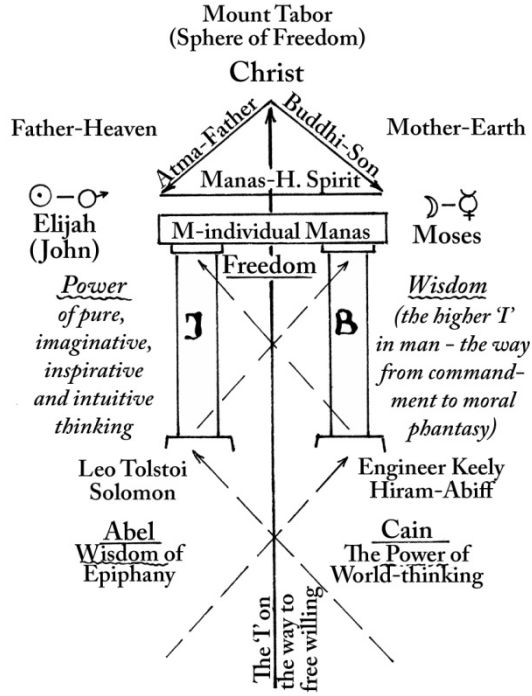 Mount Tabor
(Sphere of Freedom)
Christ
Father-Heaven
Mother-Earth
Atma-Father
Buddhi-Son
Manas-H. Spirit
☉–♂
Elijah
(John)
☽–☿
Moses
M-individual Manas
Freedom
Power
of pure,
imaginative,
inspirative
and intuitive
thinking
J
B
Wisdom
(the higher 'I'
in man – the way
from command-
ment to moral
phantasy)
Leo Tolstoi
Solomon
Engineer Keely
Hiram-Abiff
Abel
Wisdom of
Epiphany
Cain
The Power of
World-thinking
The 'I' on
the way to
free willing